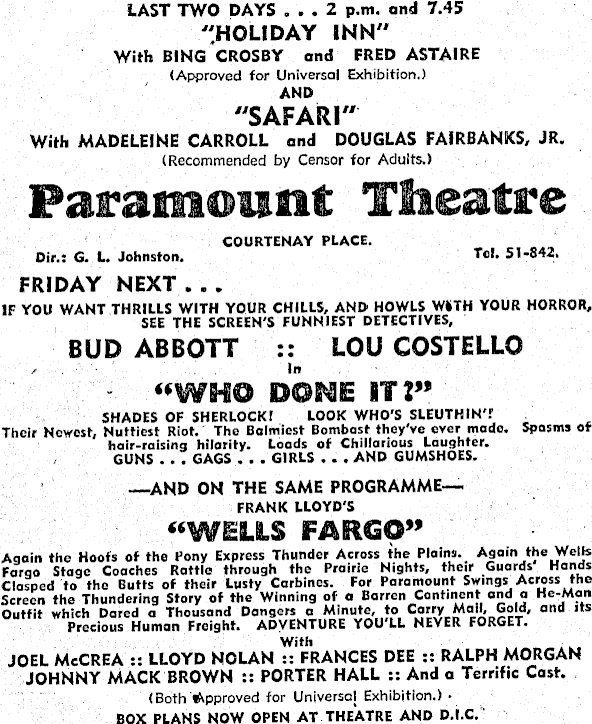 LAST TWO DAYS . . . 2 p.m. and 7.45
"HOLIDAY INN"
With BING CROSBY and FRED ASTAIRE
(Approved for Universal Exhibition.)
AND
"SAFARI"
With MADELEINE CARROLL and DOUGLAS FAIRBANKS, JR.
(Recommended by Censor for Adults.)
Paramount Theatre
COURTENAY PLACE.
Dir.: G. L. Johnston. Tel. 51-842.
FRIDAY NEXT . . .
IF YOU WANT THRILLS WITH YOUR CHILLS, AND HOWLS WITH YOUR HORROR,
SEE THE SCREEN'S FUNNIEST DETECTIVES,
BUD ABBOTT :: LOU COSTELLO
In
"WHO DONE IT?"
SHADES OF SHERLOCK! LOOK WHO'S SLEUTHIN'!
Their Newest, Nuttiest Riot. The Balmiest Bombast they've ever made. Spasms of
hair-raising hilarity. Loads of Chillarious Laughter.
GUNS . . . GAGS . . . GIRLS . . . AND GUMSHOES.
—AND ON THE SAME PROGRAMME—
FRANK LLOYD'S
"WELLS FARGO"
Again the Hoofs of the Pony Express Thunder Across the Plains. Again the Wells
Fargo Stage Coaches Rattle through the Prairie Nights, their Guards' Hands
Clasped to the Butts of their Lusty Carbines. For Paramount Swings Across the
Screen the Thundering Story of the Winning of a Barren Continent and a He-Man
Outfit which Dared a Thousand Dangers a Minute, to Carry Mail, Gold, and its
Precious Human Freight. ADVENTURE YOU'LL NEVER FORGET.
With
JOEL McCREA :: LLOYD NOLAN :: FRANCES DEE :: RALPH MORGAN
JOHNNY MACK BROWN :: PORTER HALL :: And a Terrific Cast.
(Both Approved for Universal Exhibition.)
BOX PLANS NOW OPEN AT THEATRE AND D.I.C.